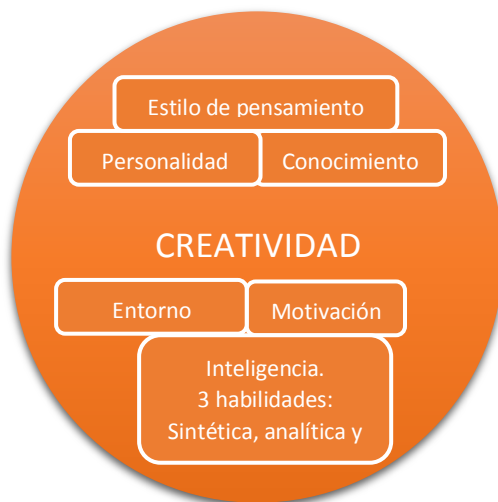 Estilo de pensamiento
Personalidad
Conocimiento
CREATIVIDAD
Entorno
Motivación
Inteligencia.
3 habilidades:
Sintética, analítica y